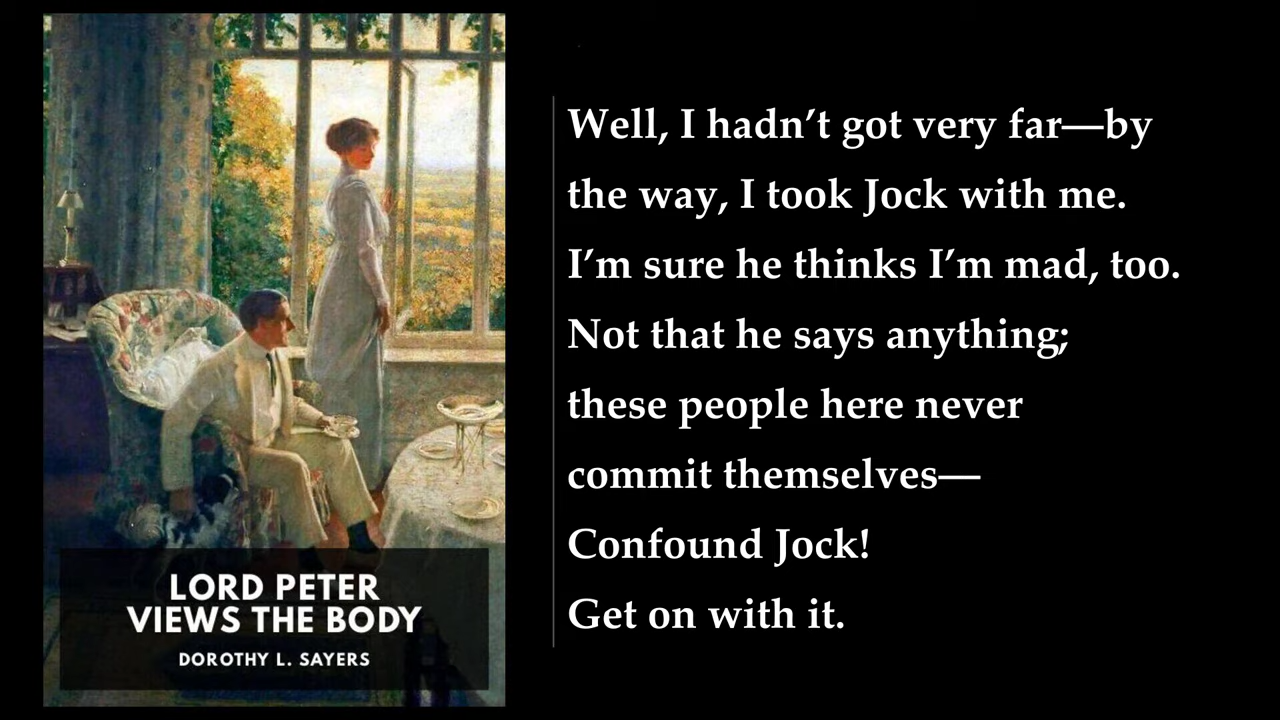 LORD PETER
VIEWS THE BODY
DOROTHY L. SAYERS
Well, I hadn’t got very far—by
the way, I took Jock with me.
I’m sure he thinks I’m mad, too.
Not that he says anything;
these people here never
commit themselves—
Confound Jock!
Get on with it.